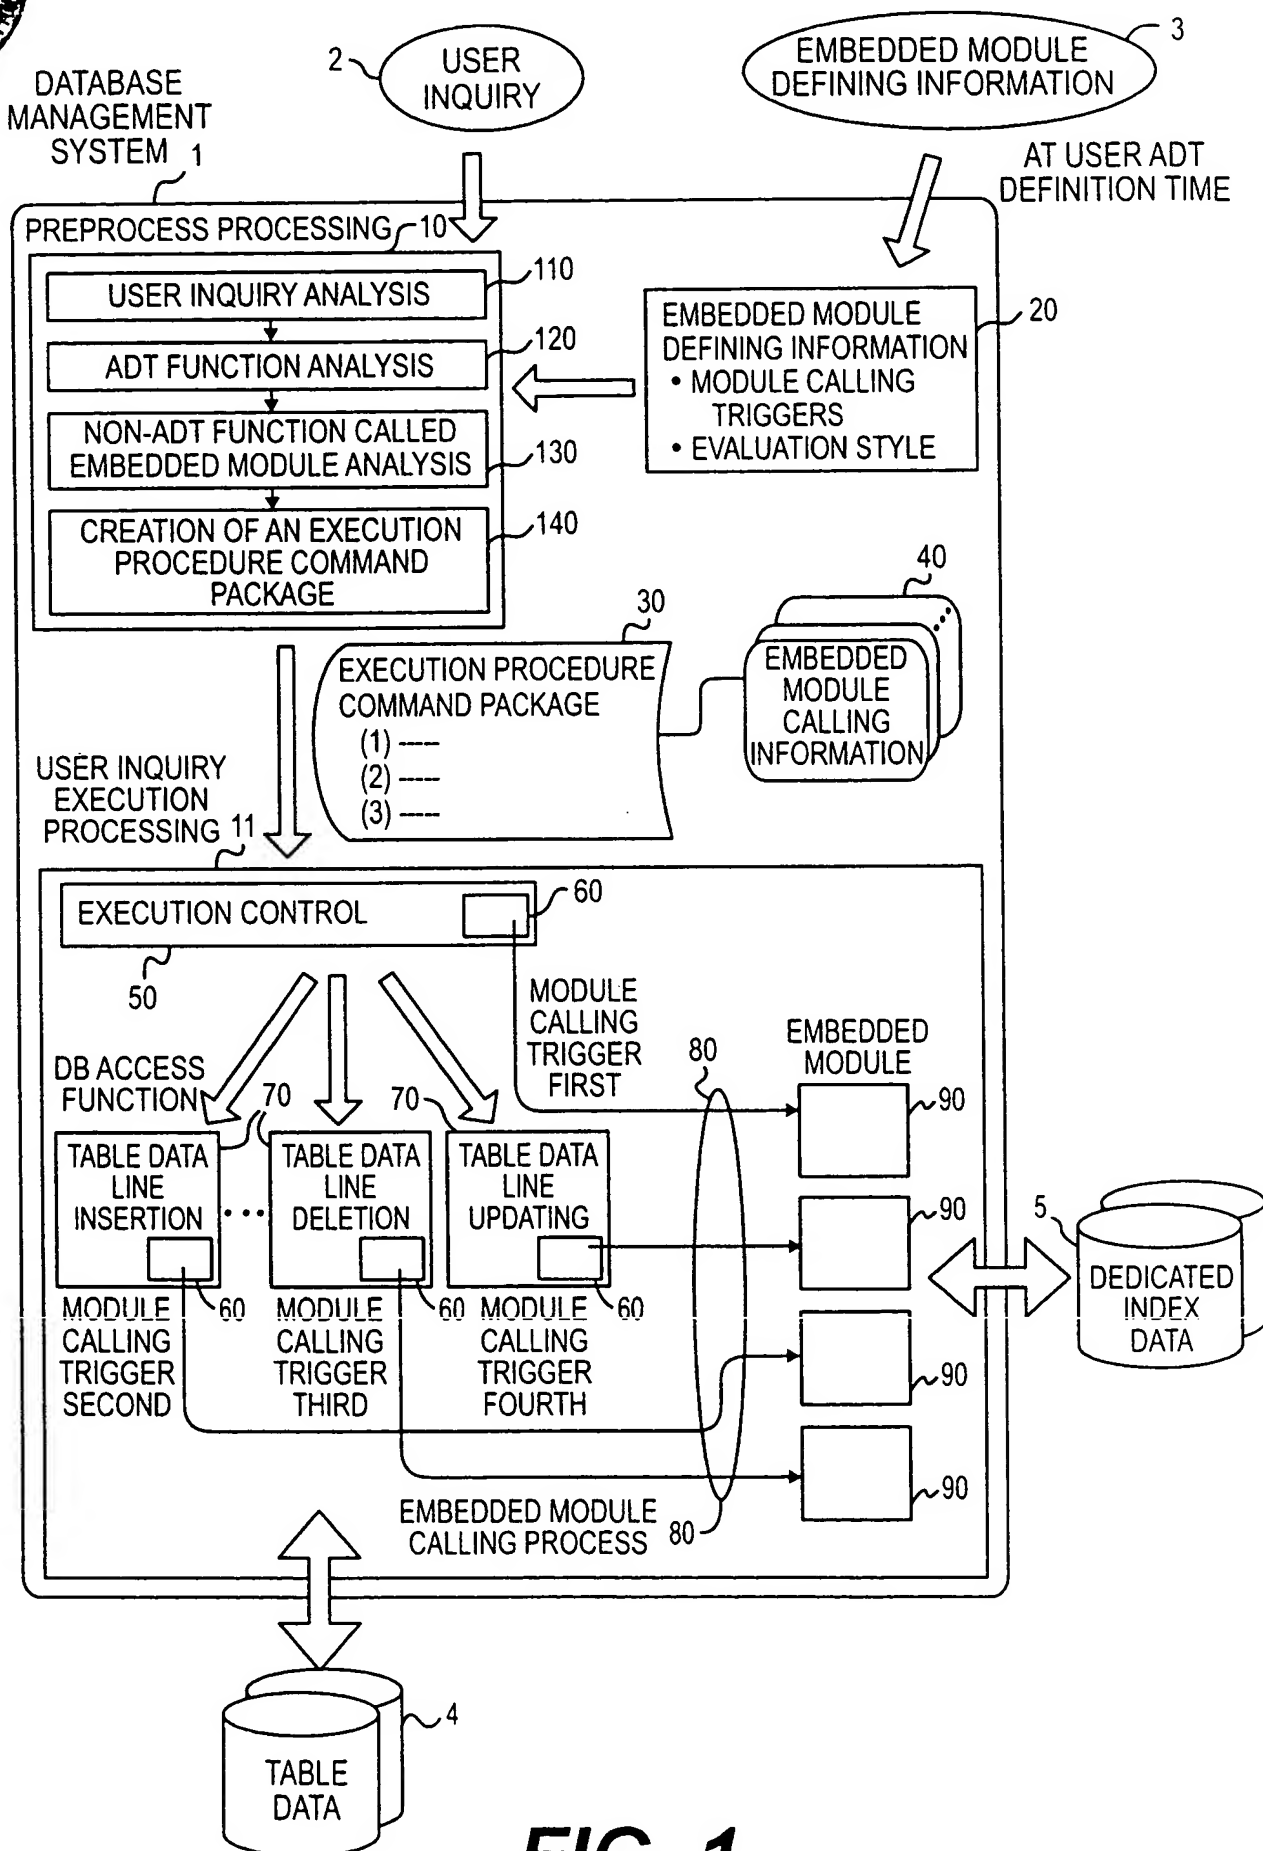 DATABASE
MANAGEMENT
SYSTEM 1
2
USER
INQUIRY
EMBEDDED MODULE
DEFINING INFORMATION
3
AT USER ADT
DEFINITION TIME
PREPROCESS PROCESSING
10
USER INQUIRY ANALYSIS
110
ADT FUNCTION ANALYSIS
120
NON-ADT FUNCTION CALLED
EMBEDDED MODULE ANALYSIS
130
CREATION OF AN EXECUTION
PROCEDURE COMMAND
PACKAGE
140
EMBEDDED MODULE
DEFINING INFORMATION
• MODULE CALLING
TRIGGERS
• EVALUATION STYLE
20
30
EXECUTION PROCEDURE
COMMAND PACKAGE
(1) ----
(2) ----
(3) ----
40
EMBEDDED
MODULE
CALLING
INFORMATION
USER INQUIRY
EXECUTION
PROCESSING 11
EXECUTION CONTROL
60
50
MODULE
CALLING
TRIGGER
FIRST
80
EMBEDDED
MODULE
DB ACCESS
FUNCTION
70
70
90
TABLE DATA
LINE
INSERTION
• • •
TABLE DATA
LINE
DELETION
TABLE DATA
LINE
UPDATING
90
60
60
60
MODULE
CALLING
TRIGGER
SECOND
MODULE
CALLING
TRIGGER
THIRD
MODULE
CALLING
TRIGGER
FOURTH
90
90
5
DEDICATED
INDEX
DATA
EMBEDDED MODULE
CALLING PROCESS
80
4
TABLE
DATA
FIG. 1